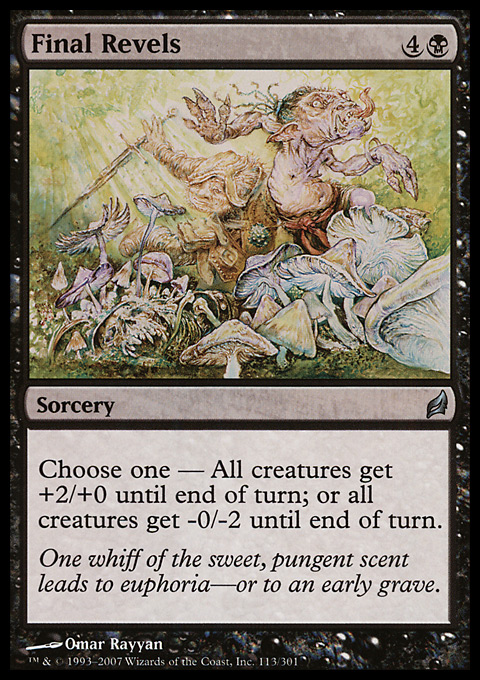 Final Revels 4
Sorcery
Choose one — All creatures get
+2/+0 until end of turn; or all
creatures get -0/-2 until end of turn.
One whiff of the sweet, pungent scent
leads to euphoria—or to an early grave.
Omar Rayyan
™ & © 1993–2007 Wizards of the Coast, Inc. 113/301